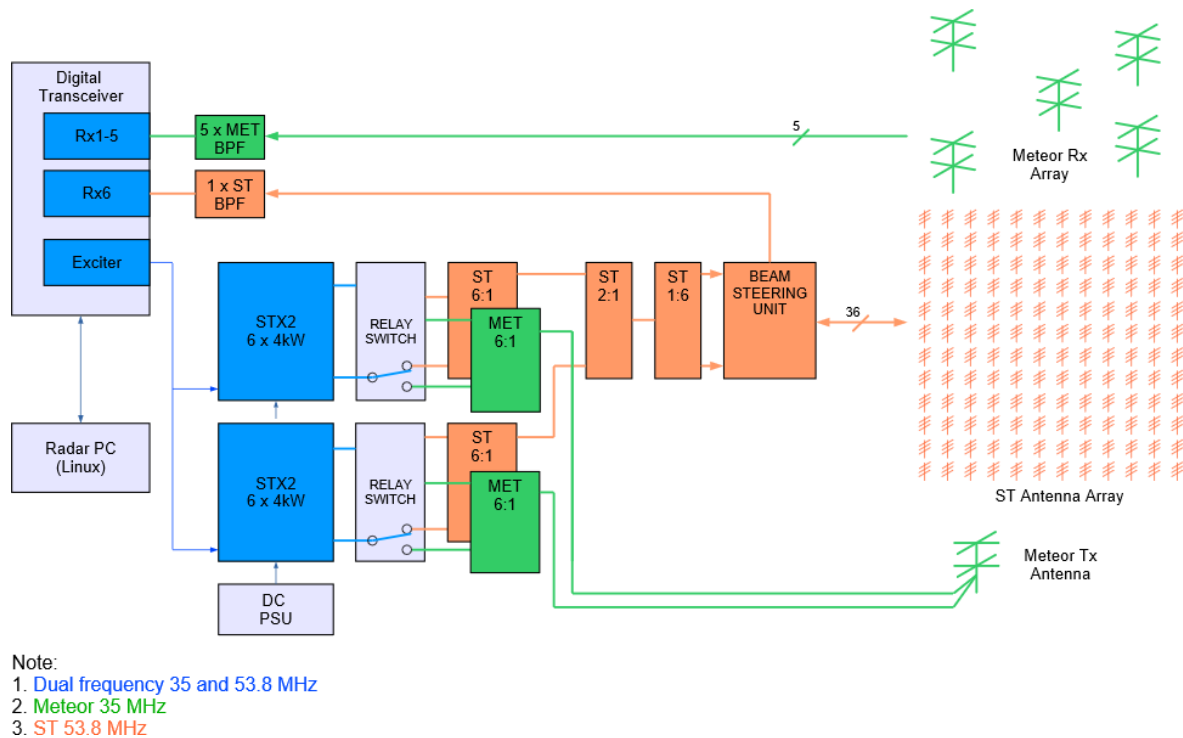 Digital
Transceiver
Rx1-5
5 x MET
BPF
5
Meteor Rx
Array
Rx6
1 x ST
BPF
Exciter
STX2
6 x 4kW
RELAY
SWITCH
ST
6:1
MET
6:1
ST
2:1
ST
1:6
BEAM
STEERING
UNIT
36
ST Antenna Array
Radar PC
(Linux)
STX2
6 x 4kW
RELAY
SWITCH
ST
6:1
MET
6:1
Meteor Tx
Antenna
DC
PSU
Note:
1. Dual frequency 35 and 53.8 MHz
2. Meteor 35 MHz
3. ST 53.8 MHz